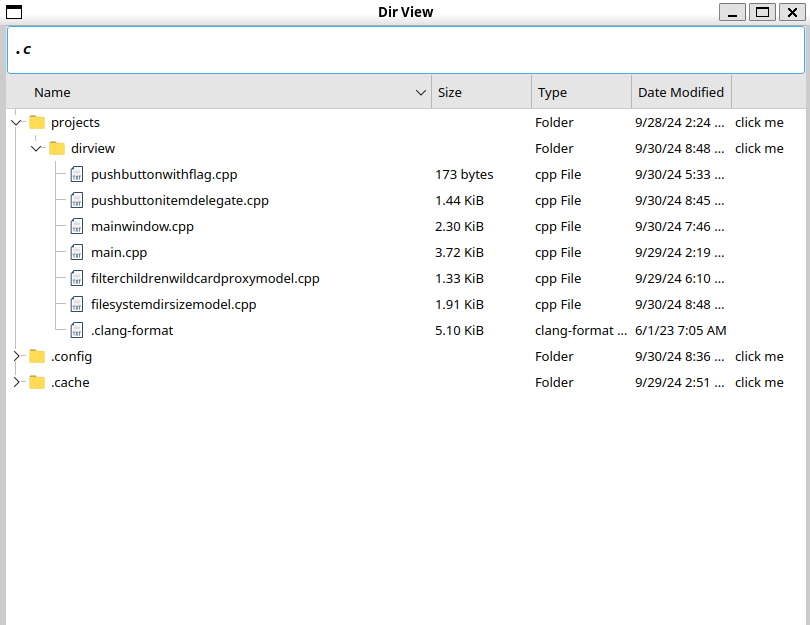 Dir View
.c
Name Size Type Date Modified
projects Folder 9/28/24 2:24 ... click me
dirview Folder 9/30/24 8:48 ... click me
pushbuttonwithflag.cpp 173 bytes cpp File 9/30/24 5:33 ...
pushbuttonitemdelegate.cpp 1.44 KiB cpp File 9/30/24 8:45 ...
mainwindow.cpp 2.30 KiB cpp File 9/30/24 7:46 ...
main.cpp 3.72 KiB cpp File 9/29/24 2:19 ...
filterchildrenwildcardproxymodel.cpp 1.33 KiB cpp File 9/29/24 6:10 ...
filesystemdirsizemodel.cpp 1.91 KiB cpp File 9/30/24 8:48 ...
.clang-format 5.10 KiB clang-format ... 6/1/23 7:05 AM
.config Folder 9/30/24 8:36 ... click me
.cache Folder 9/29/24 2:51 ... click me